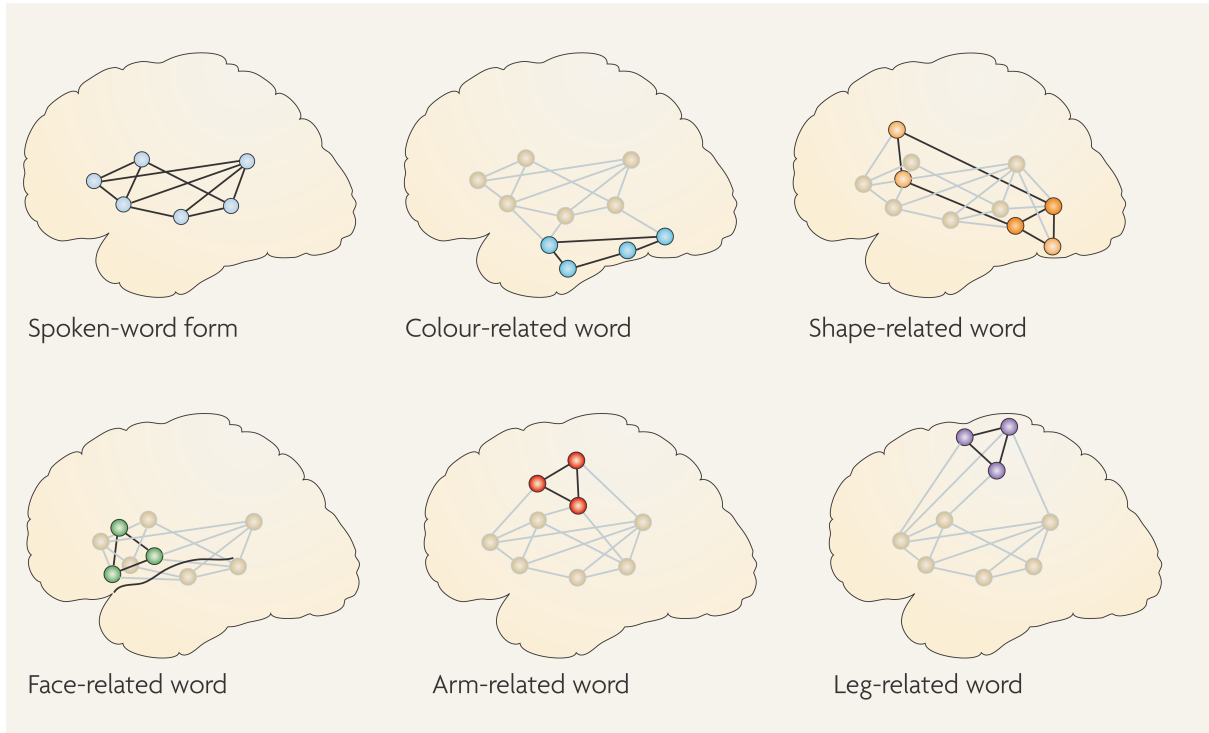 Spoken-word form
Colour-related word
Shape-related word
Face-related word
Arm-related word
Leg-related word